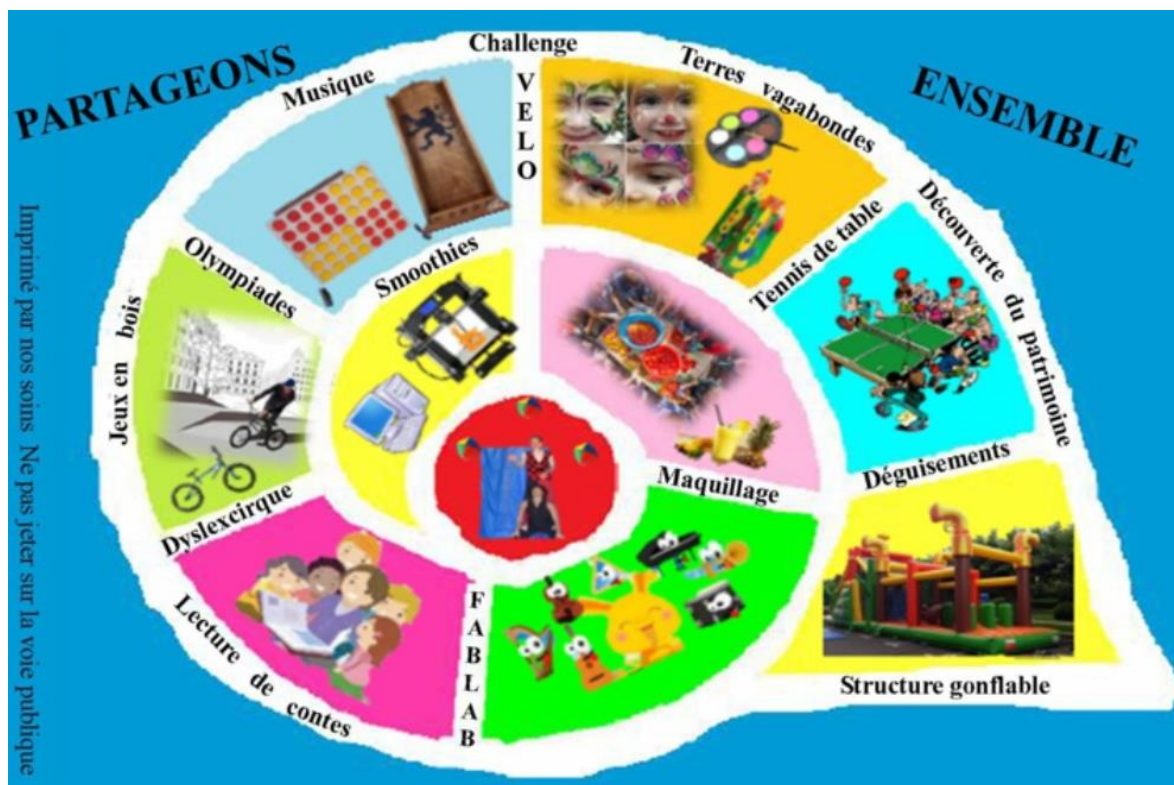 PARTAGEONS
ENSEMBLE
Challenge
VELO
Musique
Terres vagabondes
Olympiades
Smoothies
Tennis de table
Découverte du patrimoine
Jeux en bois
Dyslexcirque
Maquillage
Déguisements
Lecture de contes
FABLAB
Structure gonflable
Imprimé par nos soins Ne pas jeter sur la voie publique